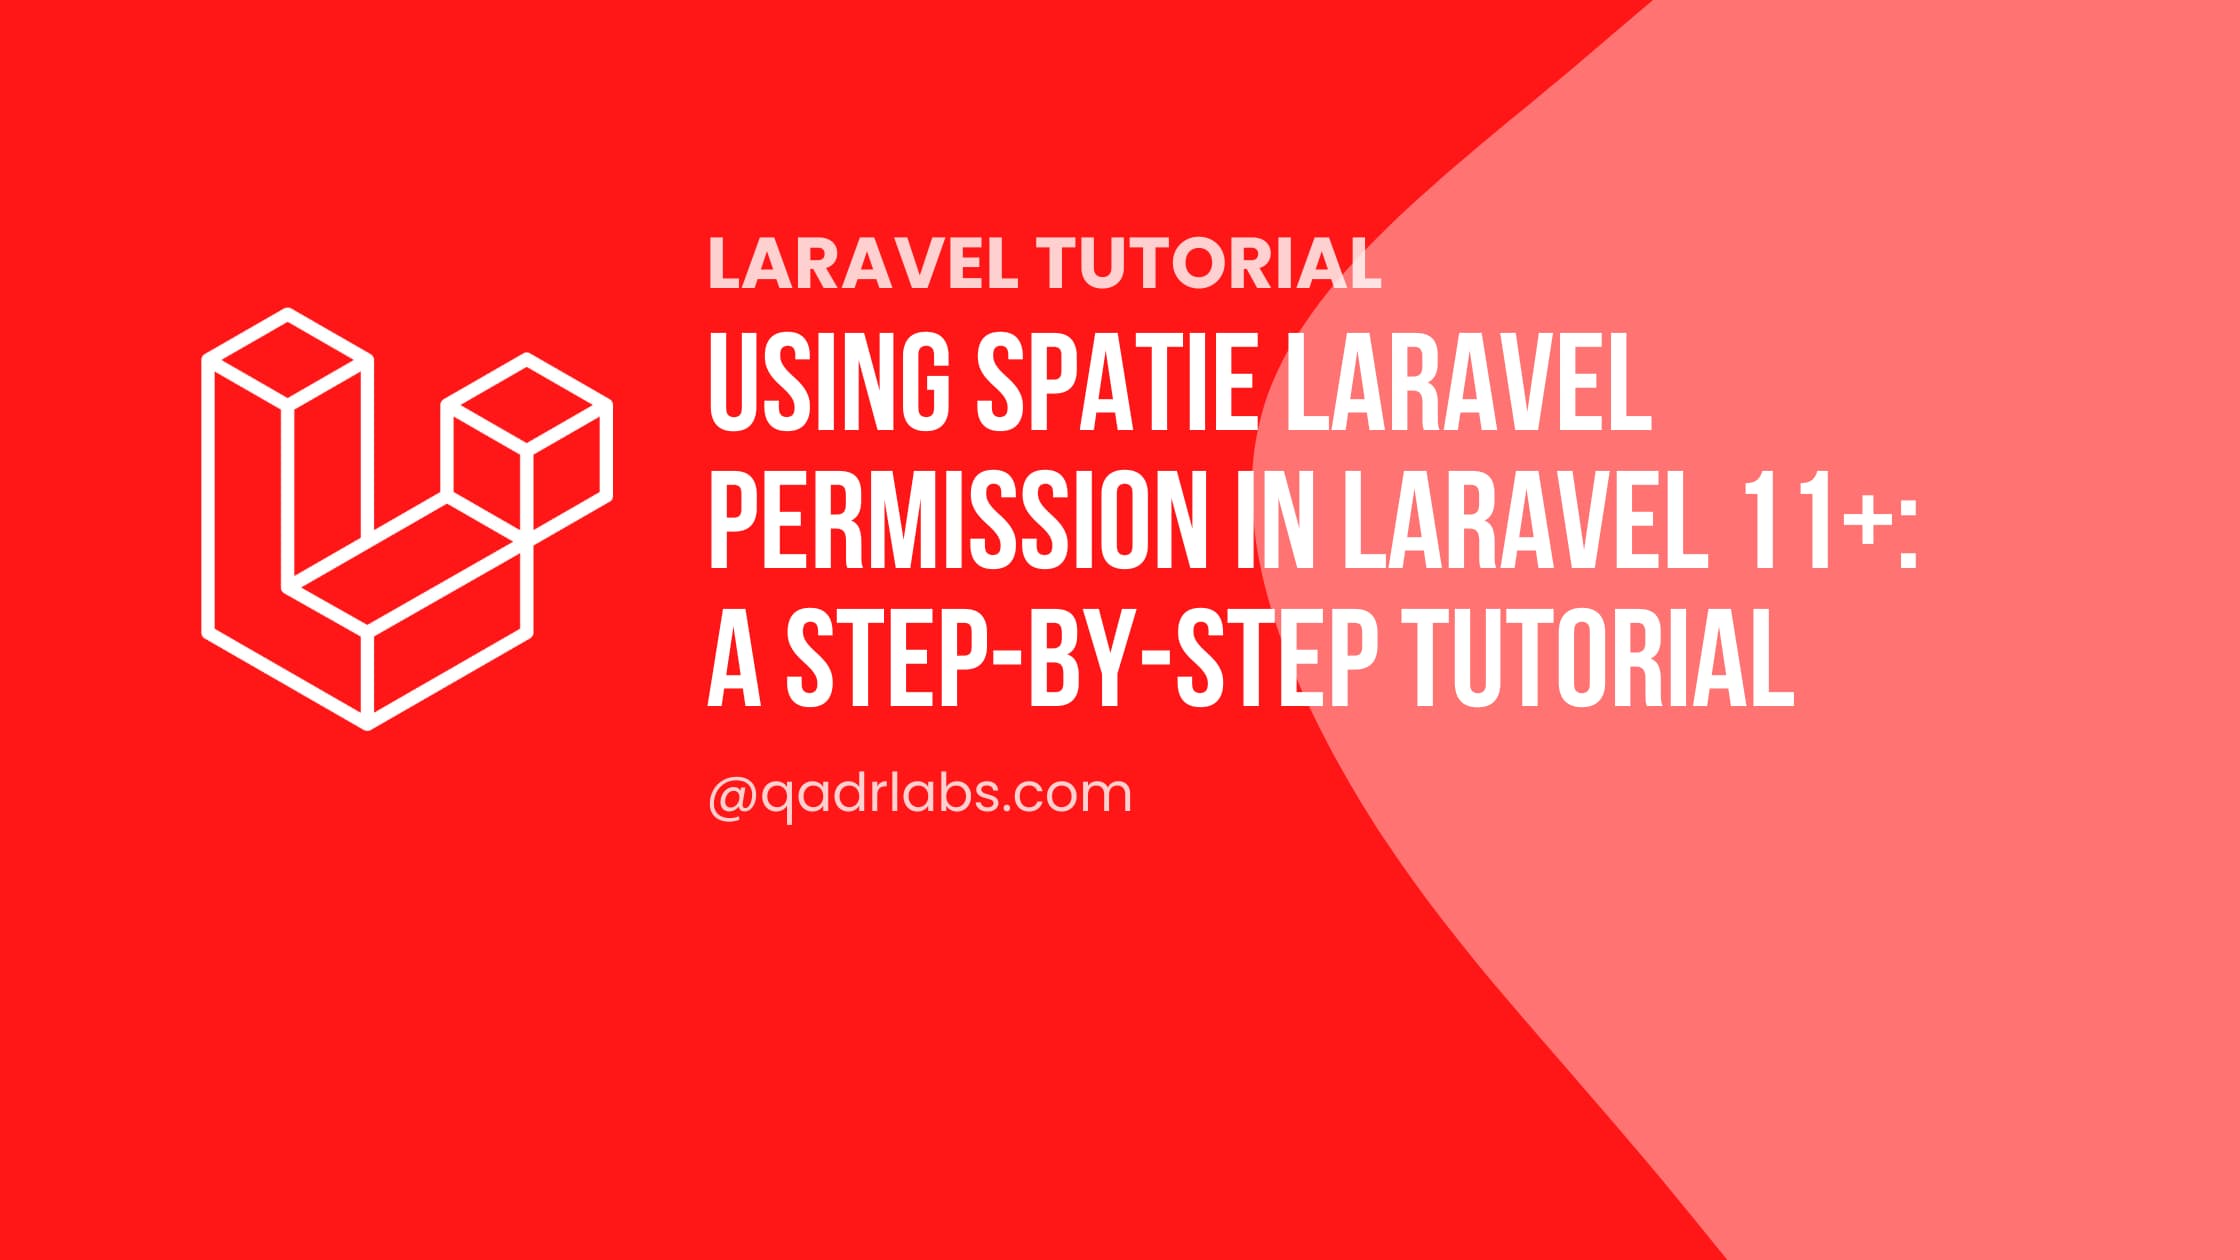 LARAVEL TUTORIAL
USING SPATIE LARAVEL
PERMISSION IN LARAVEL 11+:
A STEP-BY-STEP TUTORIAL
@qadrlabs.com